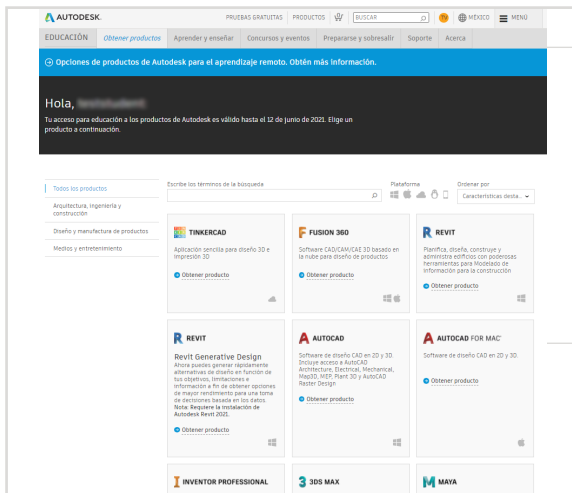 AUTODESK.
PRUEBAS GRATUITAS PRODUCTOS BUSCAR TV MÉXICO MENÚ
EDUCACIÓN Obtener productos Aprender y enseñar Concursos y eventos Prepararse y sobresalir Soporte Acerca
Opciones de productos de Autodesk para el aprendizaje remoto. Obtén más información.
Hola,
Tu acceso para educación a los productos de Autodesk es válido hasta el 12 de junio de 2021. Elige un
producto a continuación.
Todos los productos
Arquitectura, ingeniería y
construcción
Diseño y manufactura de productos
Medios y entretenimiento
Escribe los términos de la búsqueda
Plataforma
Ordenar por
Características desta..
TINKERCAD
Aplicación sencilla para diseño 3D e
impresión 3D
Obtener producto
FUSION 360
Software CAD/CAM/CAE 3D basado en
la nube para diseño de productos
Obtener producto
REVIT
Planifica, diseña, construye y
administra edificios con poderosas
herramientas para Modelado de
información para la construcción
Obtener producto
REVIT
Revit Generative Design
Ahora puedes generar rápidamente
alternativas de diseño en función de
tus objetivos, limitaciones e
información a fin de obtener opciones
de mayor rendimiento para una toma
de decisiones basada en los datos.
Nota: Requiere la instalación de
Autodesk Revit 2021.
Obtener producto
AUTOCAD
Software de diseño CAD en 2D y 3D.
Incluye acceso a AutoCAD
Architecture, Electrical, Mechanical,
Map3D, MEP, Plant 3D y AutoCAD
Raster Design
Obtener producto
AUTOCAD FOR MAC
Software de diseño CAD en 2D y 3D.
Obtener producto
INVENTOR PROFESSIONAL
3DS MAX
MAYA